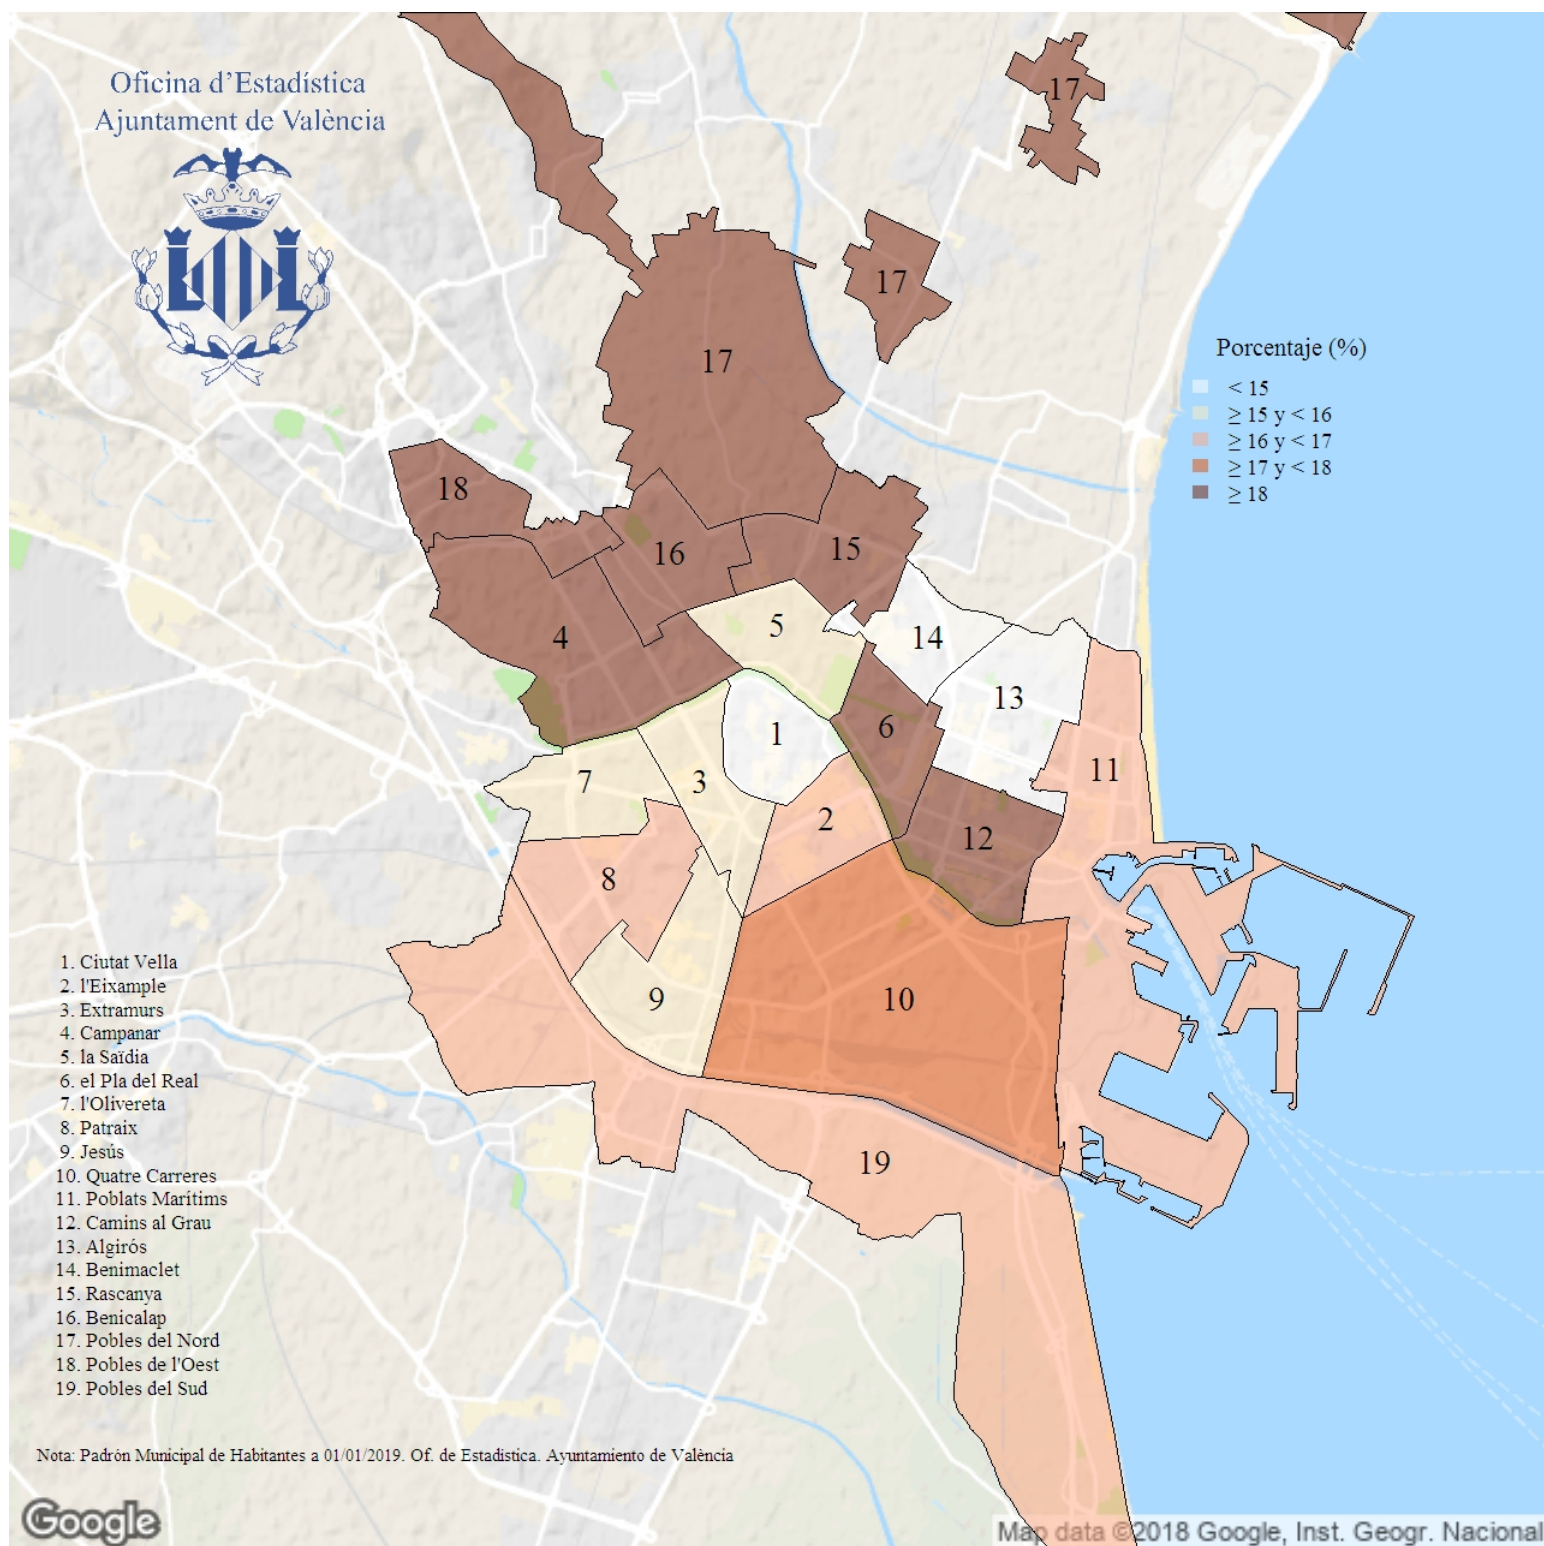 Oficina d'Estadística
Ajuntament de València
17
17
17
18
16
15
4
5
14
6
13
1
11
7
3
2
12
8
9
10
19
Porcentaje (%)
< 15
≥ 15 y < 16
≥ 16 y < 17
≥ 17 y < 18
≥ 18
1. Ciutat Vella
2. l'Eixample
3. Extramurs
4. Campanar
5. la Saïdia
6. el Pla del Real
7. l'Olivereta
8. Patraix
9. Jesús
10. Quatre Carreres
11. Poblats Marítims
12. Camins al Grau
13. Algirós
14. Benimaclet
15. Rascanya
16. Benicalap
17. Pobles del Nord
18. Pobles de l'Oest
19. Pobles del Sud
Nota: Padrón Municipal de Habitantes a 01/01/2019. Of. de Estadística. Ayuntamiento de València
Google
Map data ©2018 Google, Inst. Geogr. Nacional